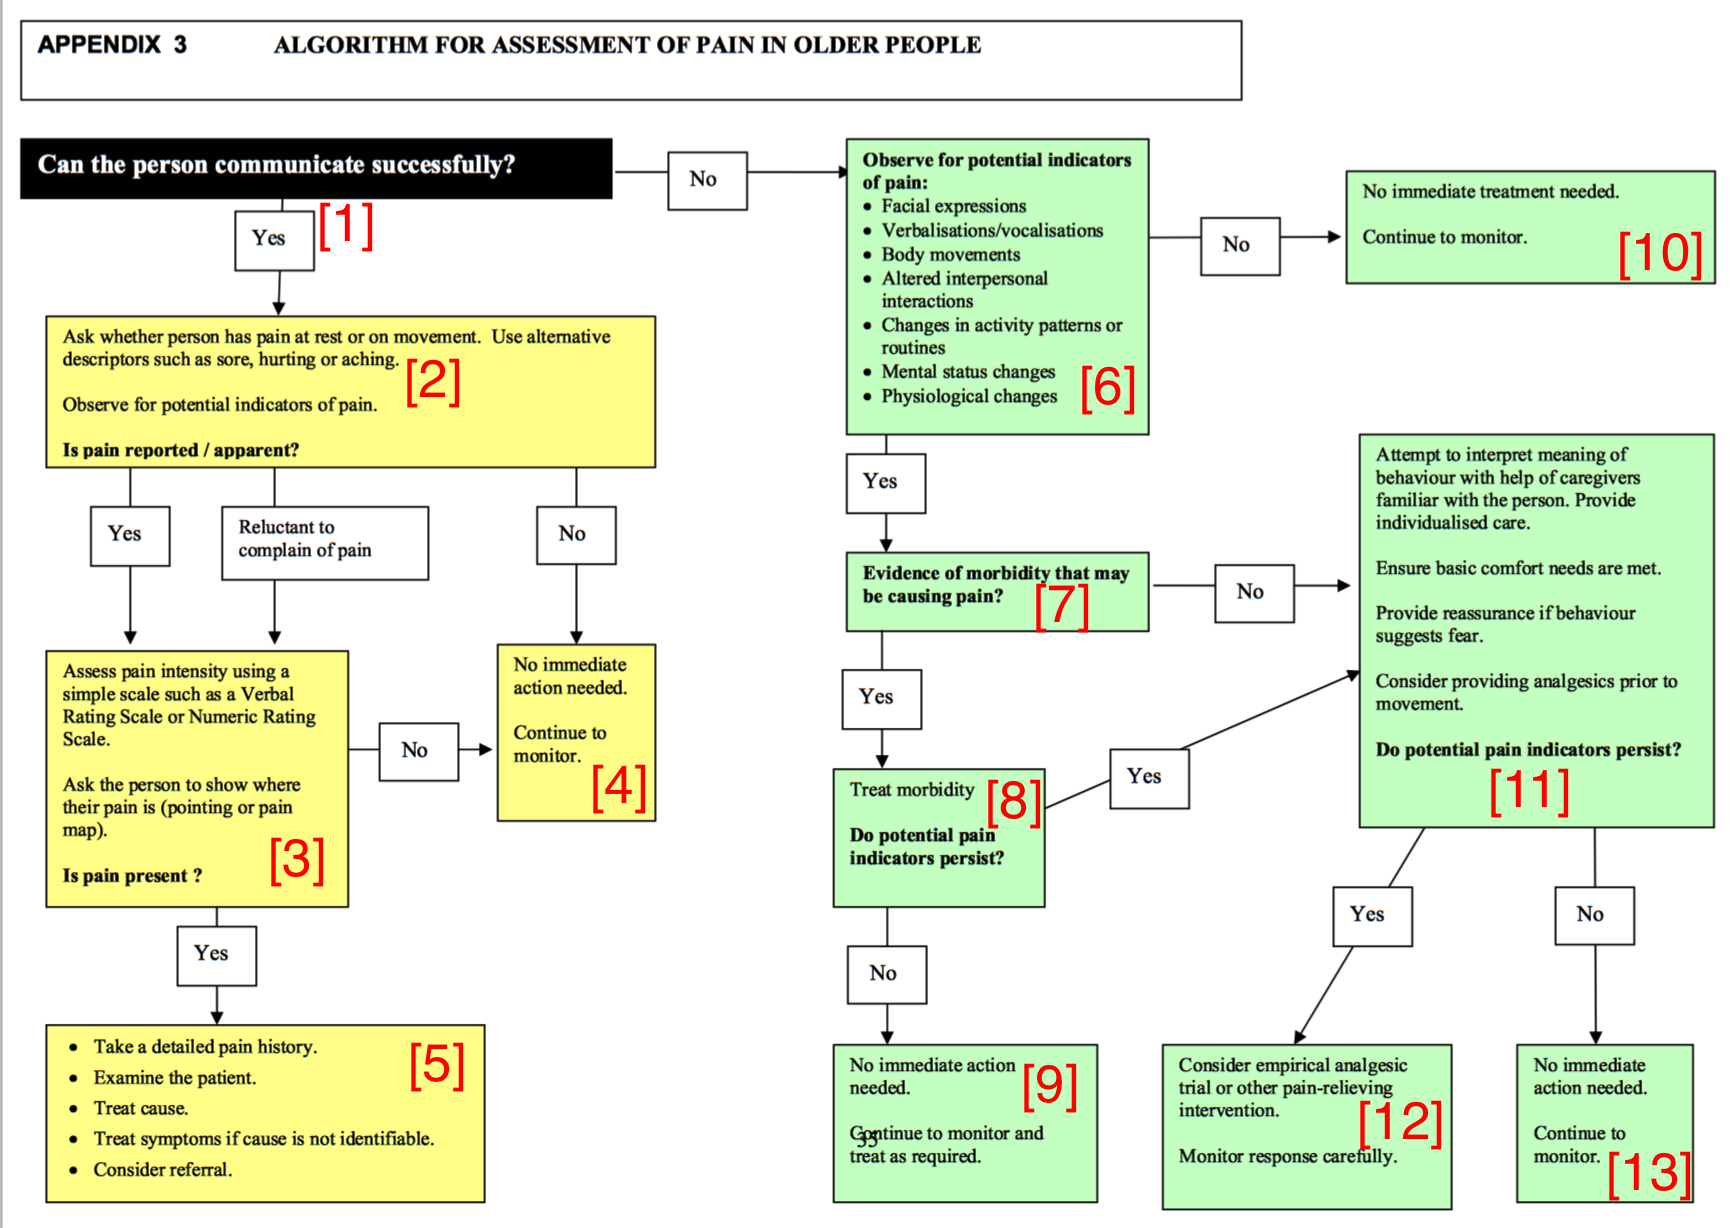 APPENDIX 3 ALGORITHM FOR ASSESSMENT OF PAIN IN OLDER PEOPLE
Can the person communicate successfully?
No
Yes
[1]
Ask whether person has pain at rest or on movement. Use alternative
descriptors such as sore, hurting or aching.
[2]
Observe for potential indicators of pain.
Is pain reported / apparent?
Yes
Reluctant to
complain of pain
No
Assess pain intensity using a
simple scale such as a Verbal
Rating Scale or Numeric Rating
Scale.
Ask the person to show where
their pain is (pointing or pain
map).
[3]
Is pain present ?
No
No immediate
action needed.
Continue to
monitor.
[4]
Yes
• Take a detailed pain history.
• Examine the patient.
• Treat cause.
• Treat symptoms if cause is not identifiable.
• Consider referral.
[5]
Observe for potential indicators
of pain:
• Facial expressions
• Verbalisations/vocalisations
• Body movements
• Altered interpersonal
interactions
• Changes in activity patterns or
routines
• Mental status changes
• Physiological changes
[6]
No
No immediate treatment needed.
Continue to monitor.
[10]
Yes
Evidence of morbidity that may
be causing pain?
[7]
No
Attempt to interpret meaning of
behaviour with help of caregivers
familiar with the person. Provide
individualised care.
Ensure basic comfort needs are met.
Provide reassurance if behaviour
suggests fear.
Consider providing analgesics prior to
movement.
Do potential pain indicators persist?
[11]
Yes
Treat morbidity
[8]
Do potential pain
indicators persist?
Yes
No
No immediate action
needed.
[9]
Continue to monitor and
treat as required.
35
Yes
Consider empirical analgesic
trial or other pain-relieving
intervention.
[12]
Monitor response carefully.
No
No immediate
action needed.
Continue to
monitor.
[13]